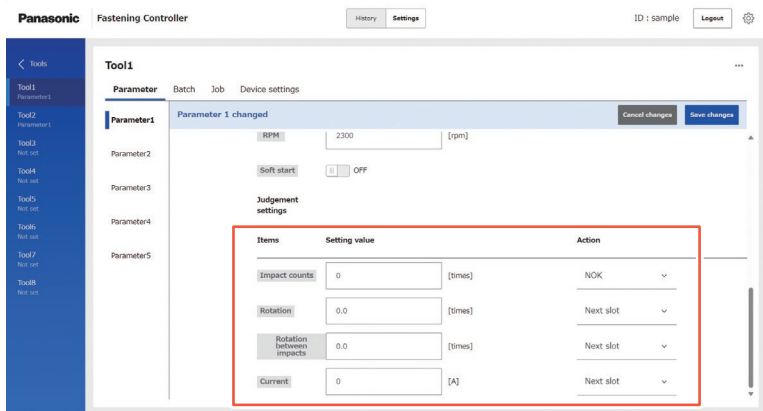 Panasonic Fastening Controller History Settings ID : sample Logout
Tools
Tool1
Parameter1
Tool2
Parameter1
Tool3
Not set
Tool4
Not set
Tool5
Not set
Tool6
Not set
Tool7
Not set
Tool8
Not set
Tool1
Parameter Batch Job Device settings
Parameter1
Parameter2
Parameter3
Parameter4
Parameter5
Parameter 1 changed Cancel changes Save changes
RPM 2300 [rpm]
Soft start OFF
Judgement
settings
Items Setting value Action
Impact counts 0 [times] NOK
Rotation 0.0 [times] Next slot
Rotation
between
impacts
0.0 [times] Next slot
Current 0 [A] Next slot